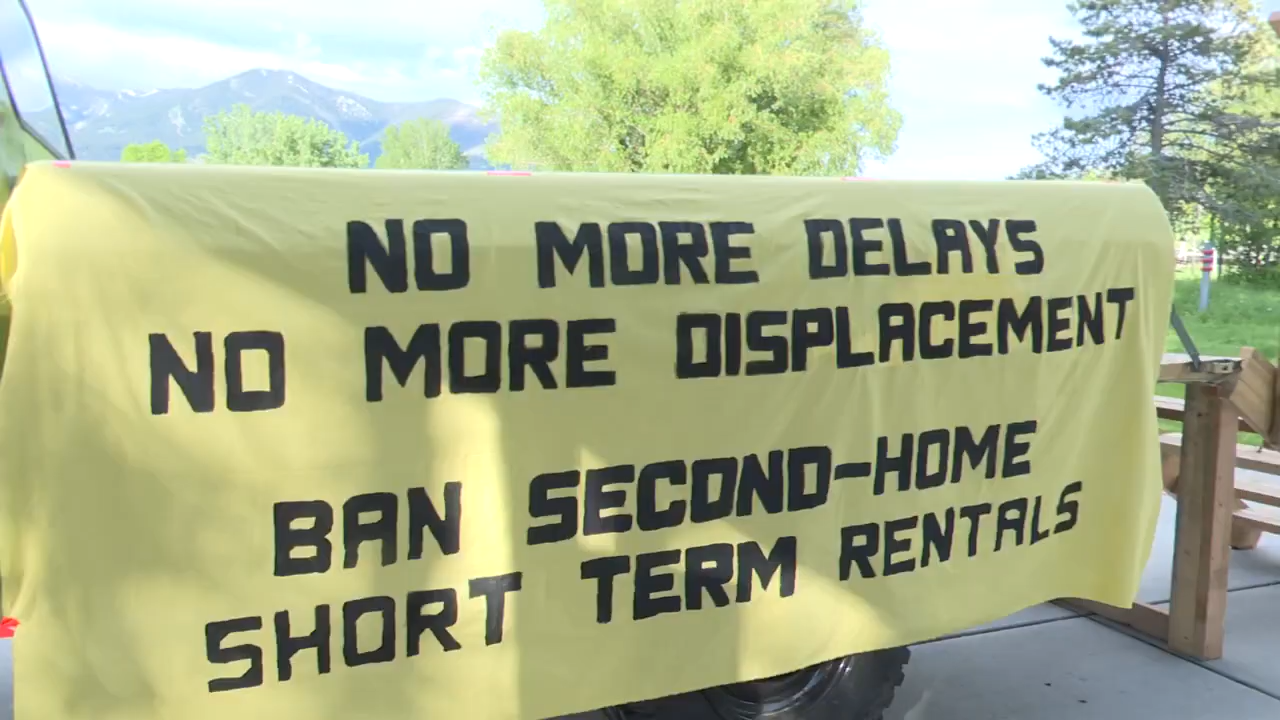 NO MORE DELAYS
NO MORE DISPLACEMENT
BAN SECOND-HOME
SHORT TERM RENTALS